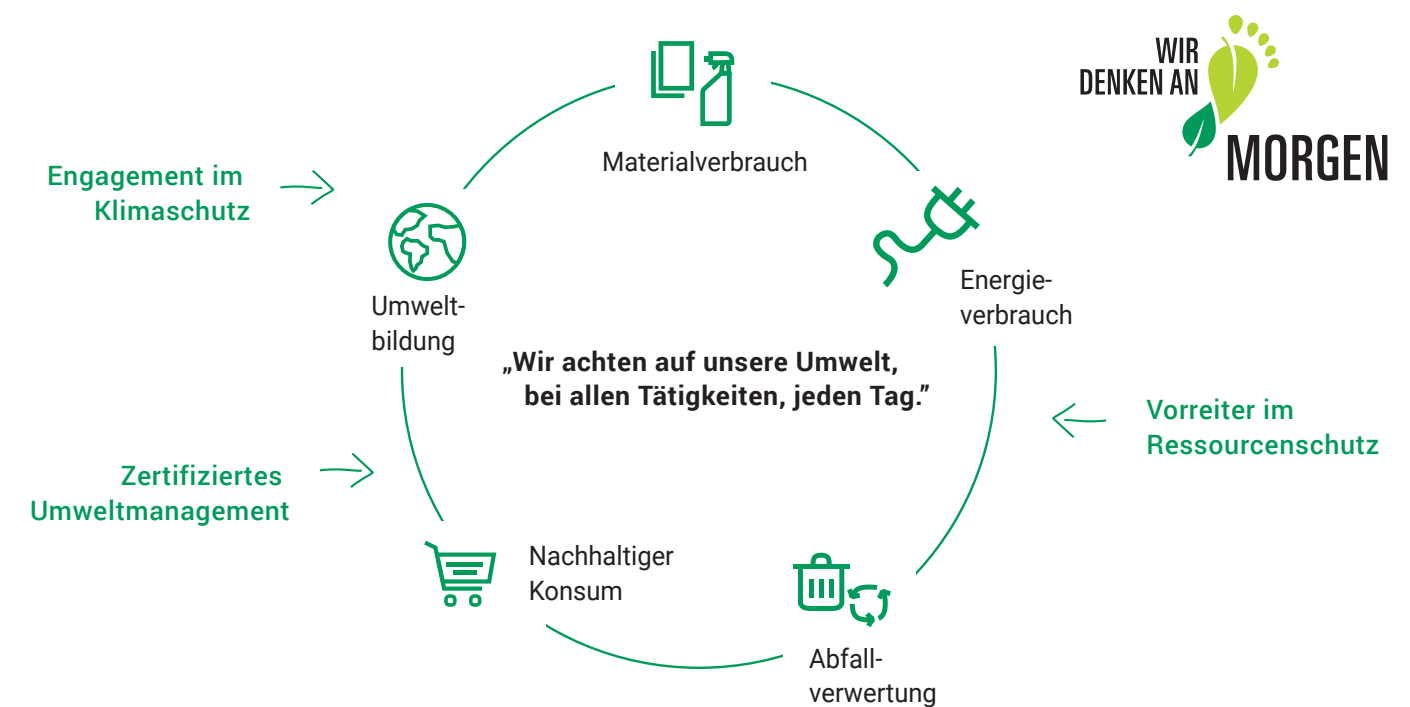 WIR
DENKEN AN
MORGEN
Materialverbrauch
Engagement im
Klimaschutz
Energie-
verbrauch
Umwelt-
bildung
„Wir achten auf unsere Umwelt,
bei allen Tätigkeiten, jeden Tag.”
Vorreiter im
Ressourcenschutz
Zertifiziertes
Umweltmanagement
Nachhaltiger
Konsum
Abfall-
verwertung